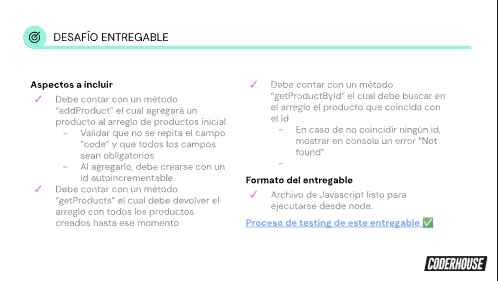 DESAFÍO ENTREGABLE
Aspectos a incluir
✓ Debe contar con un método
“addProduct” el cual agregará un
producto al arreglo de productos inicial.
- Validar que no se repita el campo
“code” y que todos los campos
sean obligatorios
- Al agregarlo, debe crearse con un
id autoincrementable
✓ Debe contar con un método
“getProducts” el cual debe devolver el
arreglo con todos los productos
creados hasta ese momento
✓ Debe contar con un método
“getProductById” el cual debe buscar en
el arreglo el producto que coincida con
el id
- En caso de no coincidir ningún id,
mostrar en consola un error “Not
found”
-
Formato del entregable
✓ Archivo de Javascript listo para
ejecutarse desde node.
Proceso de testing de este entregable ✅
CODERHOUSE